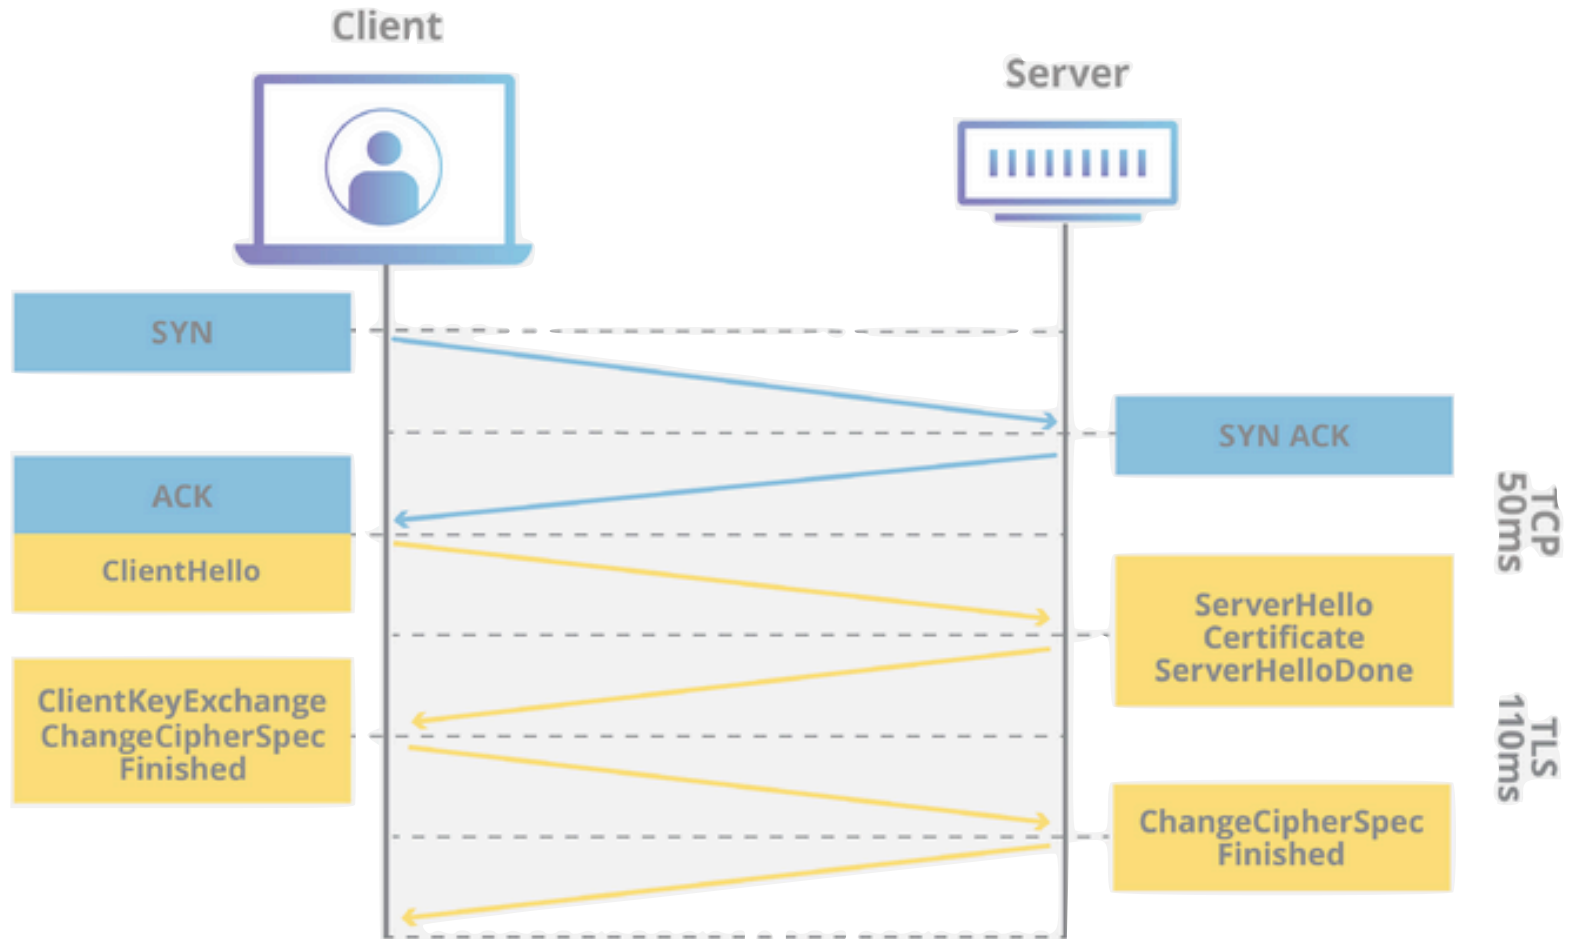 Client
Server
SYN
SYN ACK
ACK
ClientHello
TCP
50ms
ServerHello
Certificate
ServerHelloDone
ClientKeyExchange
ChangeCipherSpec
Finished
TLS
110ms
ChangeCipherSpec
Finished